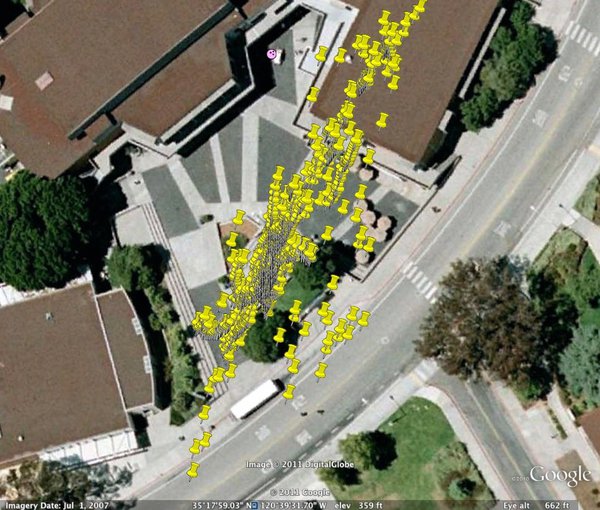 Image © 2011 DigitalGlobe
© 2011 Google
©2010 Google
Imagery Date: Jul 1, 2007 35°17'59.03" N 120°39'31.70" W elev 359 ft Eye alt 662 ft